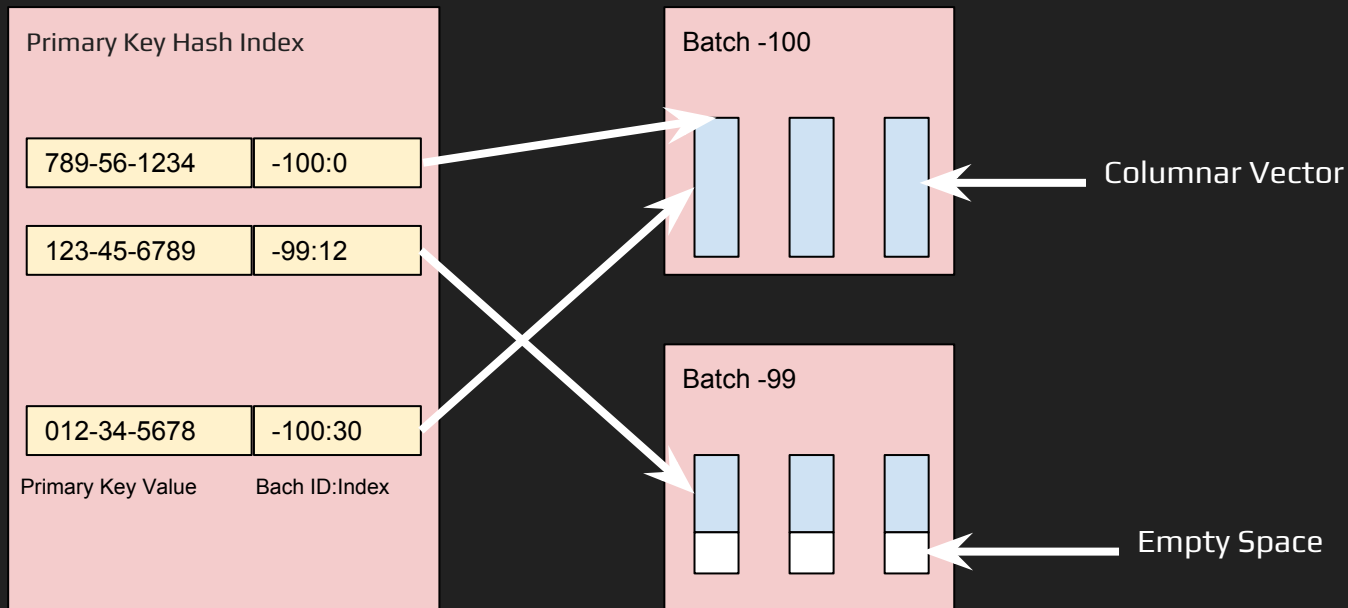 Primary Key Hash Index
789-56-1234 -100:0
123-45-6789 -99:12
012-34-5678 -100:30
Primary Key Value Bach ID:Index
Batch -100
Columnar Vector
Batch -99
Empty Space